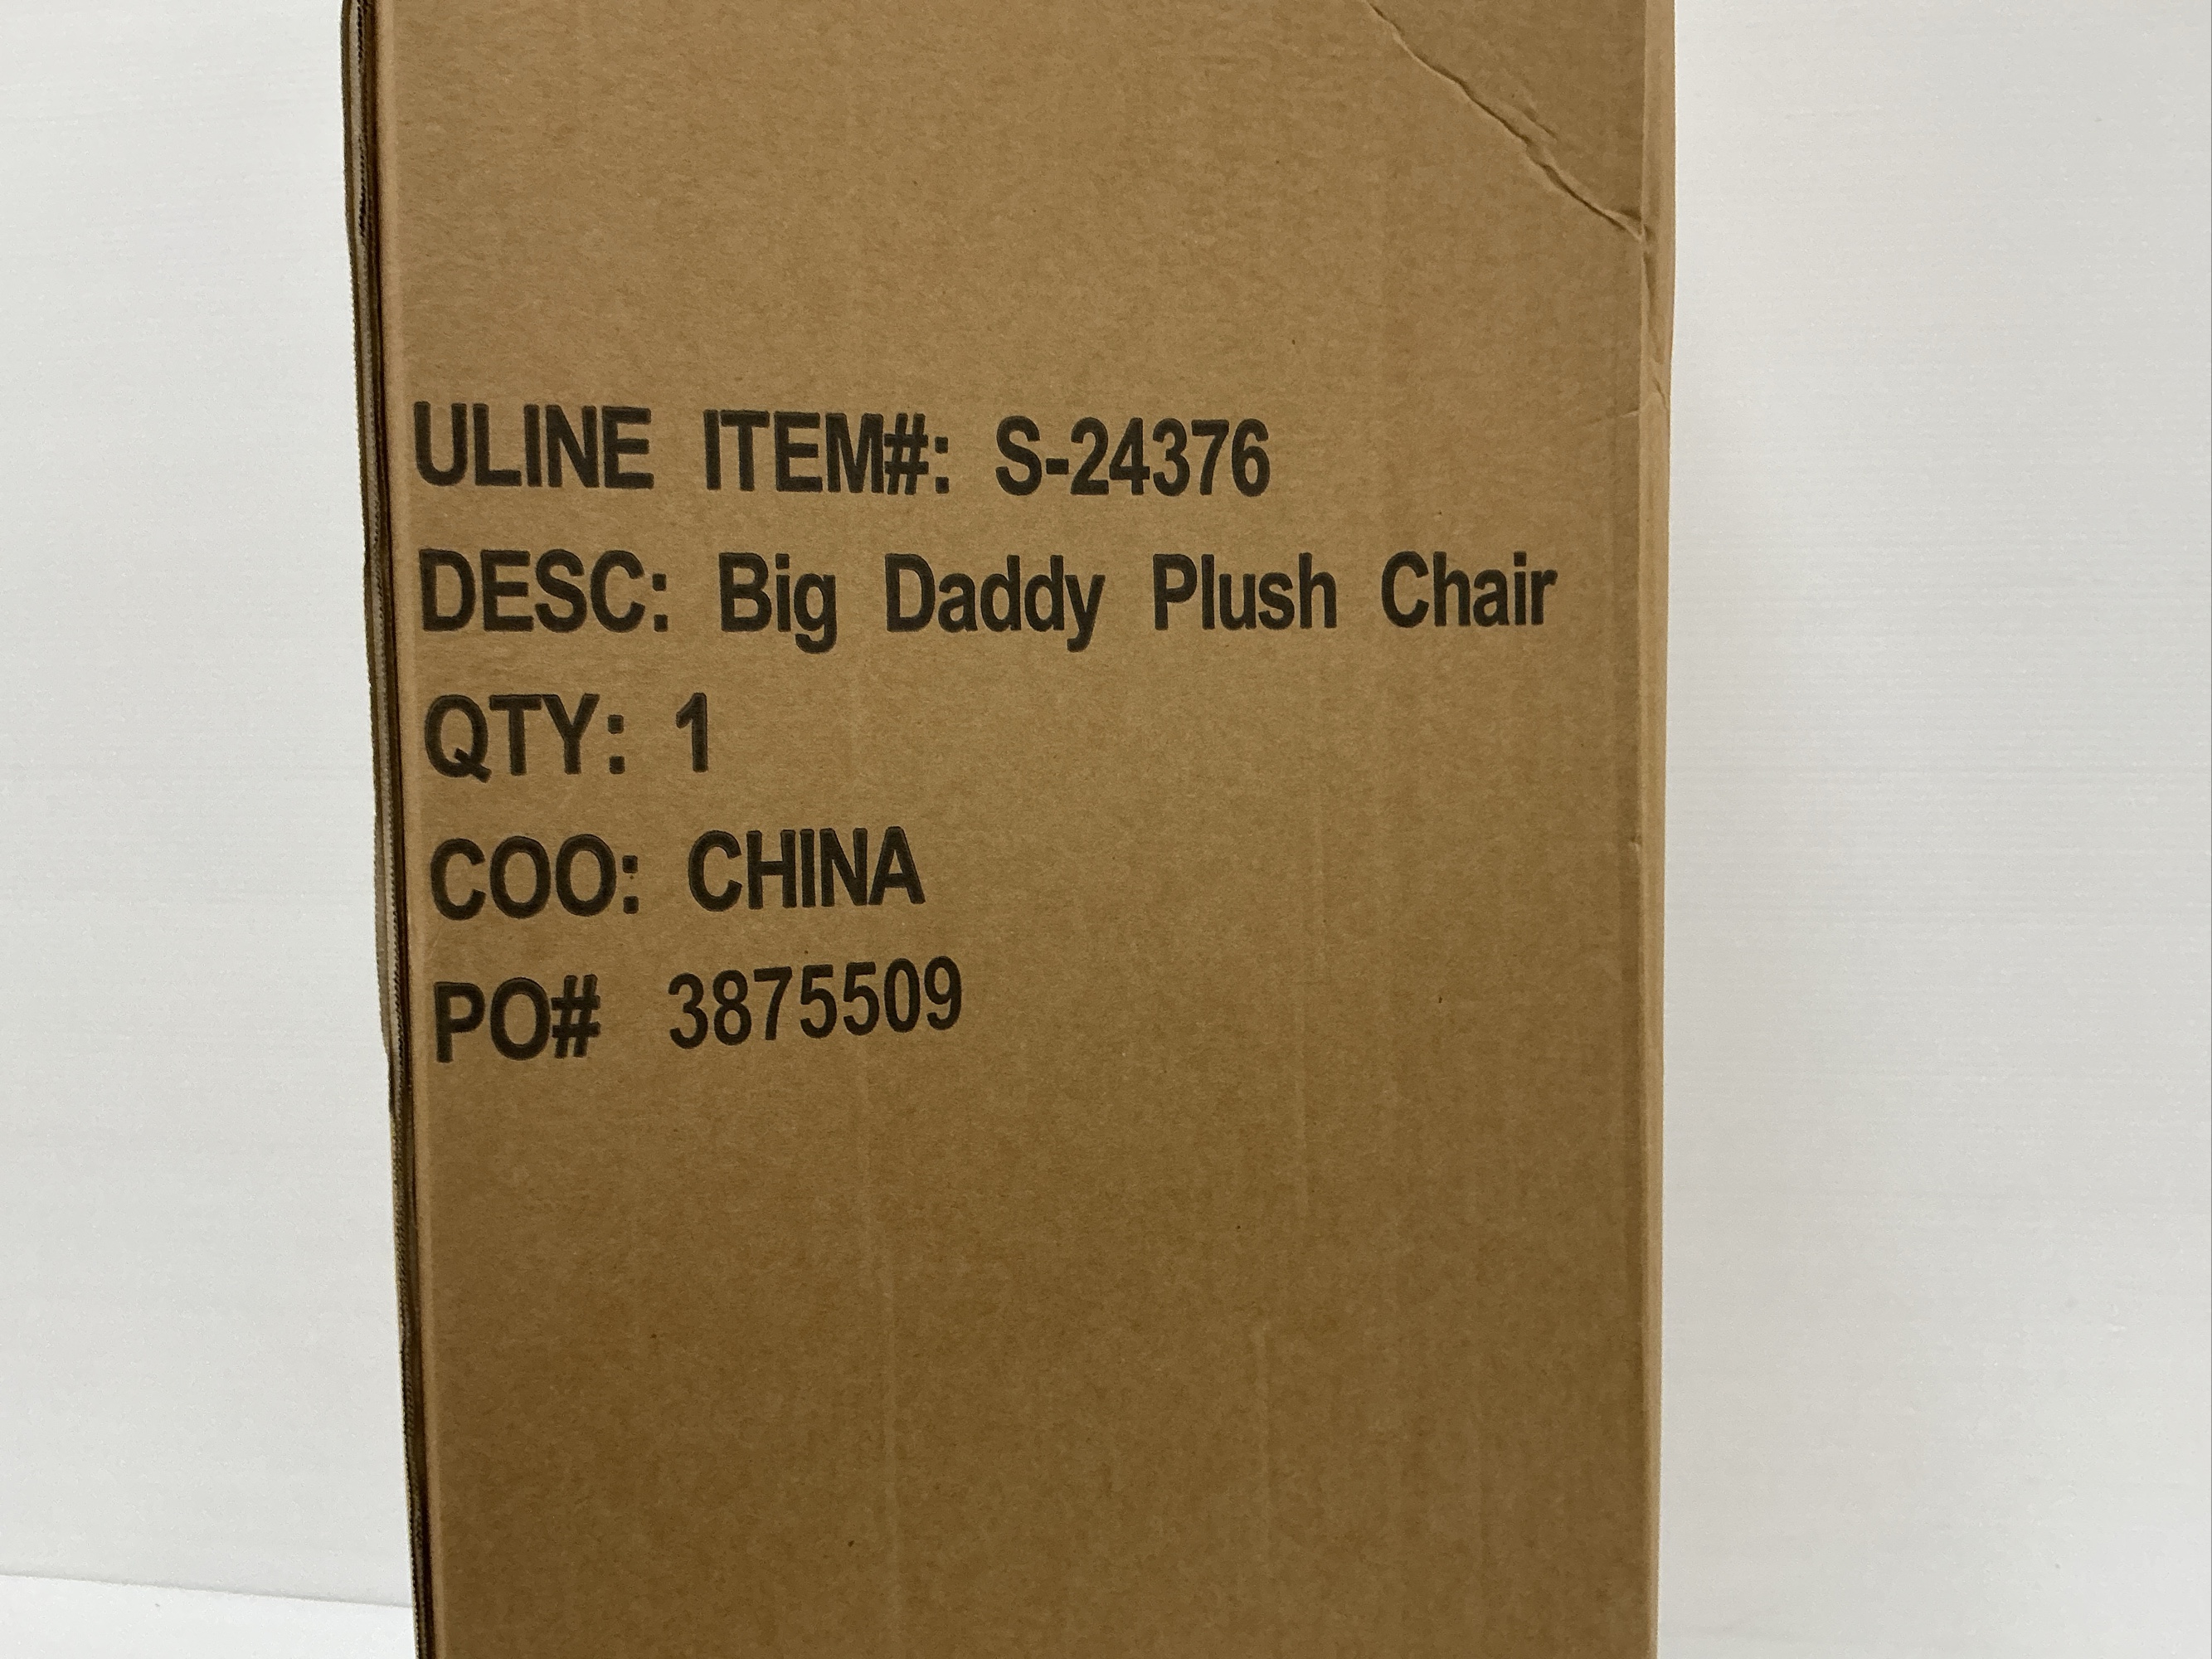 ULINE ITEM#: S-24376
DESC: Big Daddy Plush Chair
QTY: 1
COO: CHINA
PO# 3875509